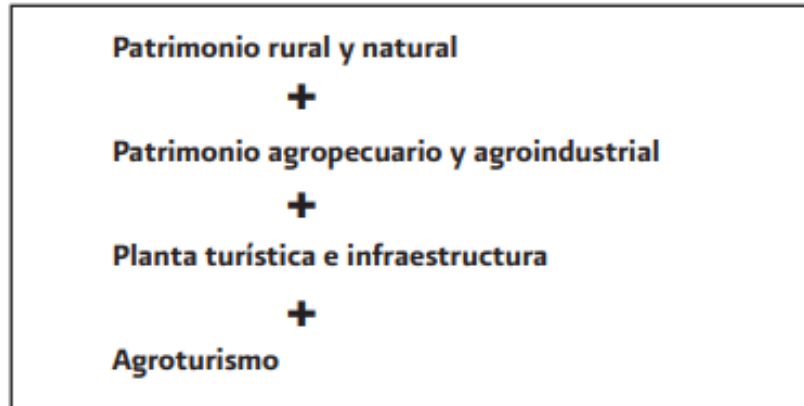 Patrimonio rural y natural
+
Patrimonio agropecuario y agroindustrial
+
Planta turística e infraestructura
+
Agroturismo